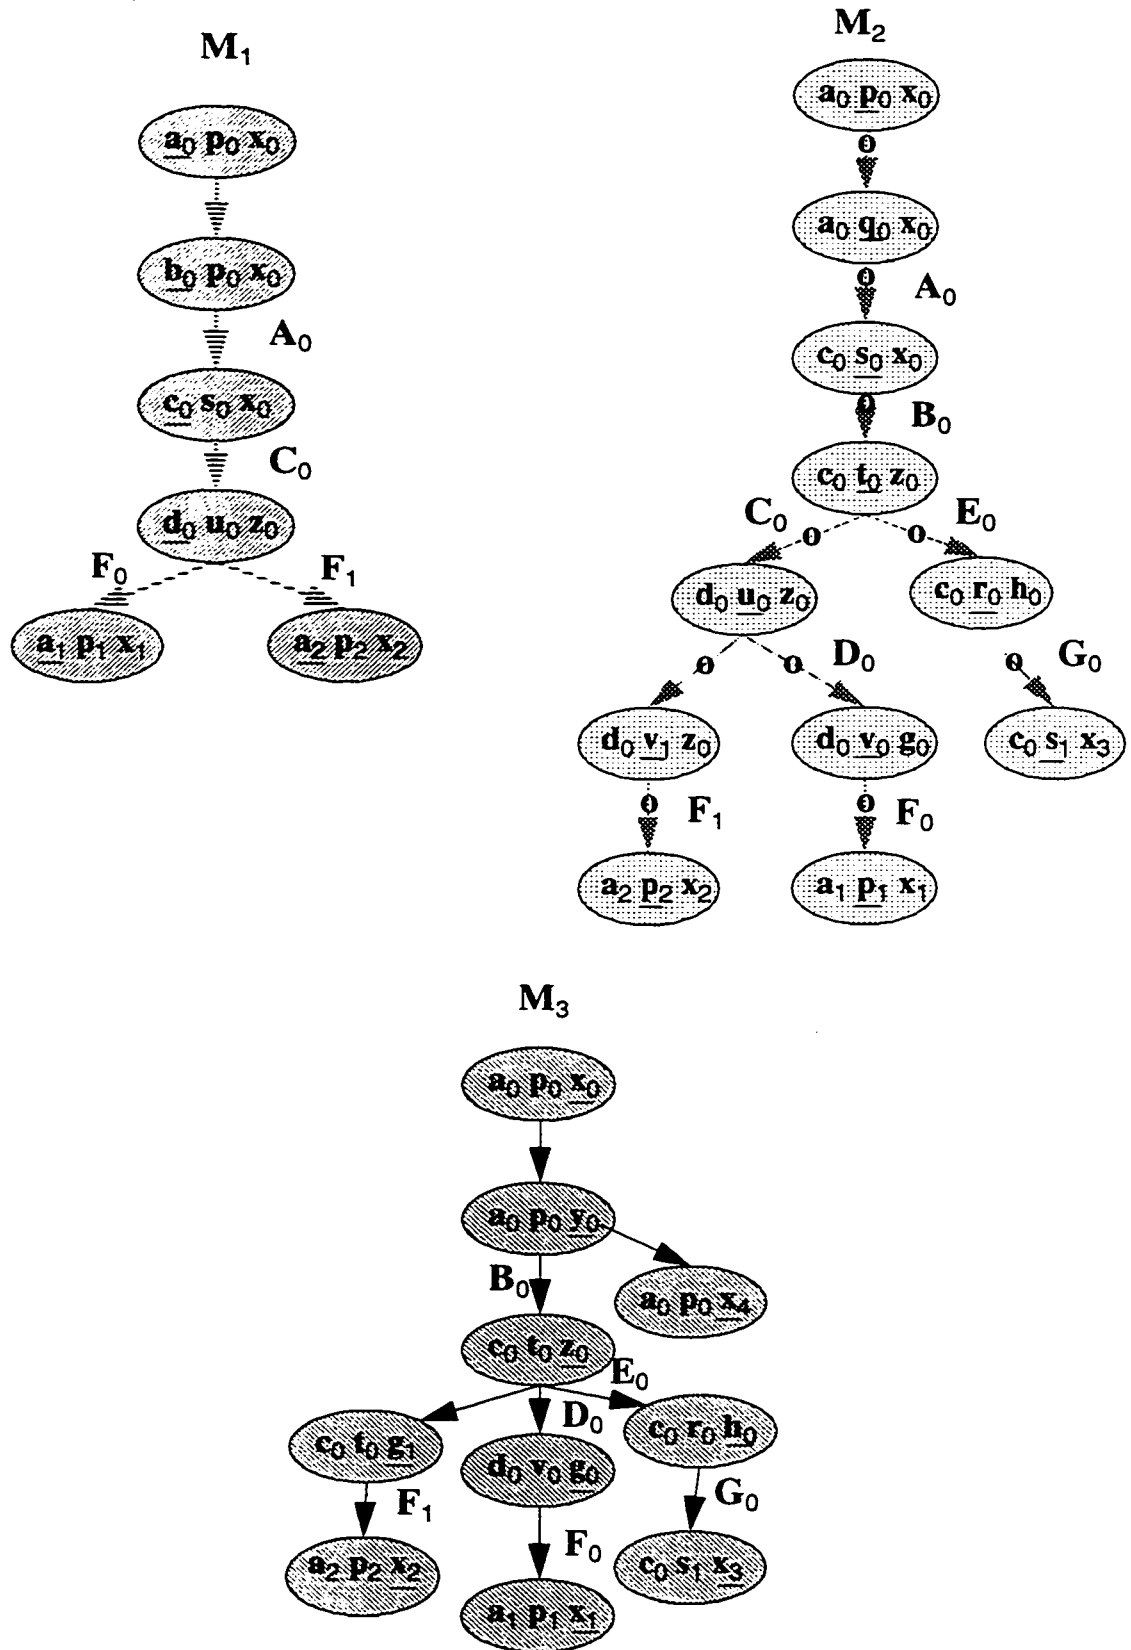 M₁
a₀ p₀ x₀
b₀ p₀ x₀
A₀
c₀ s₀ x₀
C₀
d₀ u₀ z₀
F₀ F₁
a₁ p₁ x₁ a₂ p₂ x₂
M₂
a₀ p₀ x₀
a₀ q₀ x₀
A₀
c₀ s₀ x₀
B₀
c₀ t₀ z₀
C₀ E₀
d₀ u₀ z₀ c₀ r₀ h₀
D₀ G₀
d₀ v₁ z₀ d₀ v₀ g₀ c₀ s₁ x₃
F₁ F₀
a₂ p₂ x₂ a₁ p₁ x₁
M₃
a₀ p₀ x₀
a₀ p₀ y₀
B₀
a₀ p₀ x₄
c₀ t₀ z₀
E₀
D₀
c₀ t₀ g₁ d₀ v₀ g₀ c₀ r₀ h₀
F₁ F₀ G₀
a₂ p₂ x₂ a₁ p₁ x₁ c₀ s₁ x₃